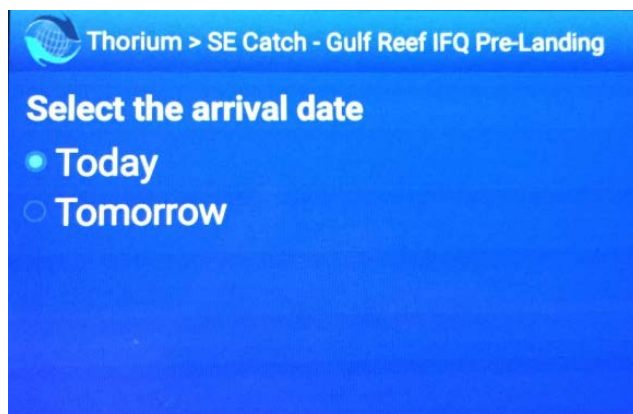 Thorium > SE Catch - Gulf Reef IFQ Pre-Landing
Select the arrival date
Today
Tomorrow